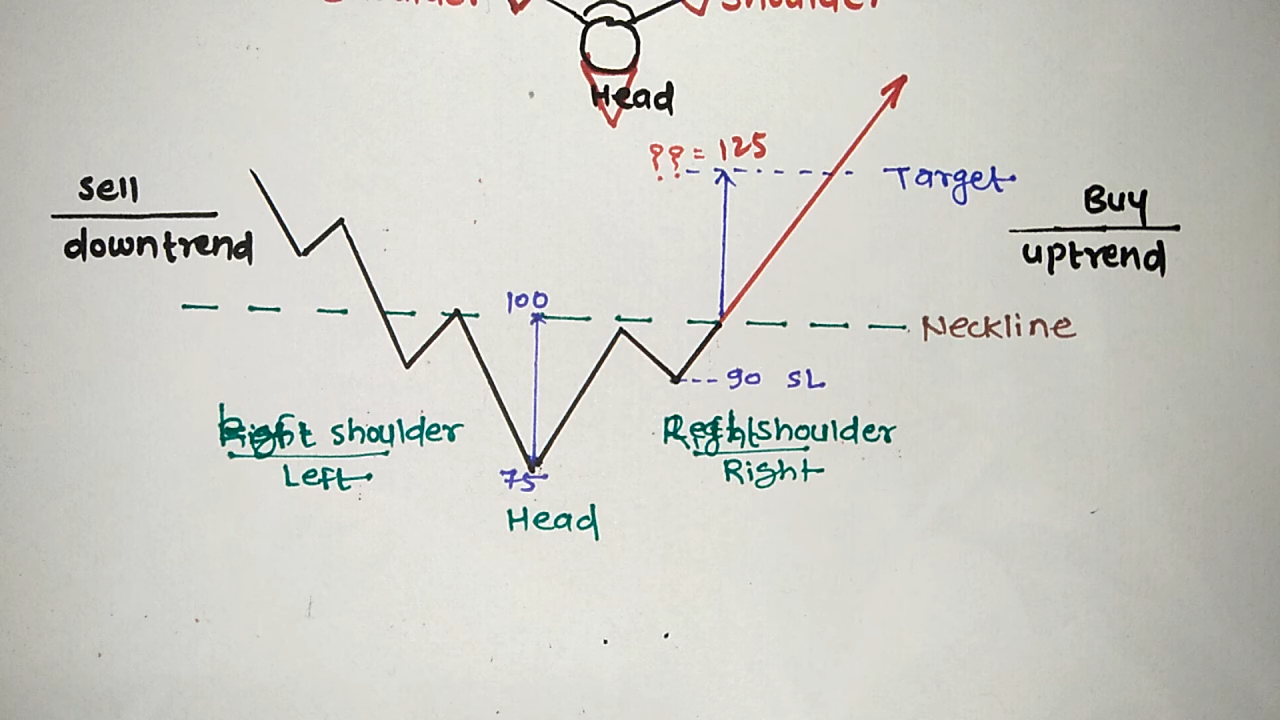 Shoulder
Head
?? = 125
Target
Sell
downtrend
Buy
uptrend
100
Neckline
90 SL
shoulder
Left
shoulder
Right
75
Head